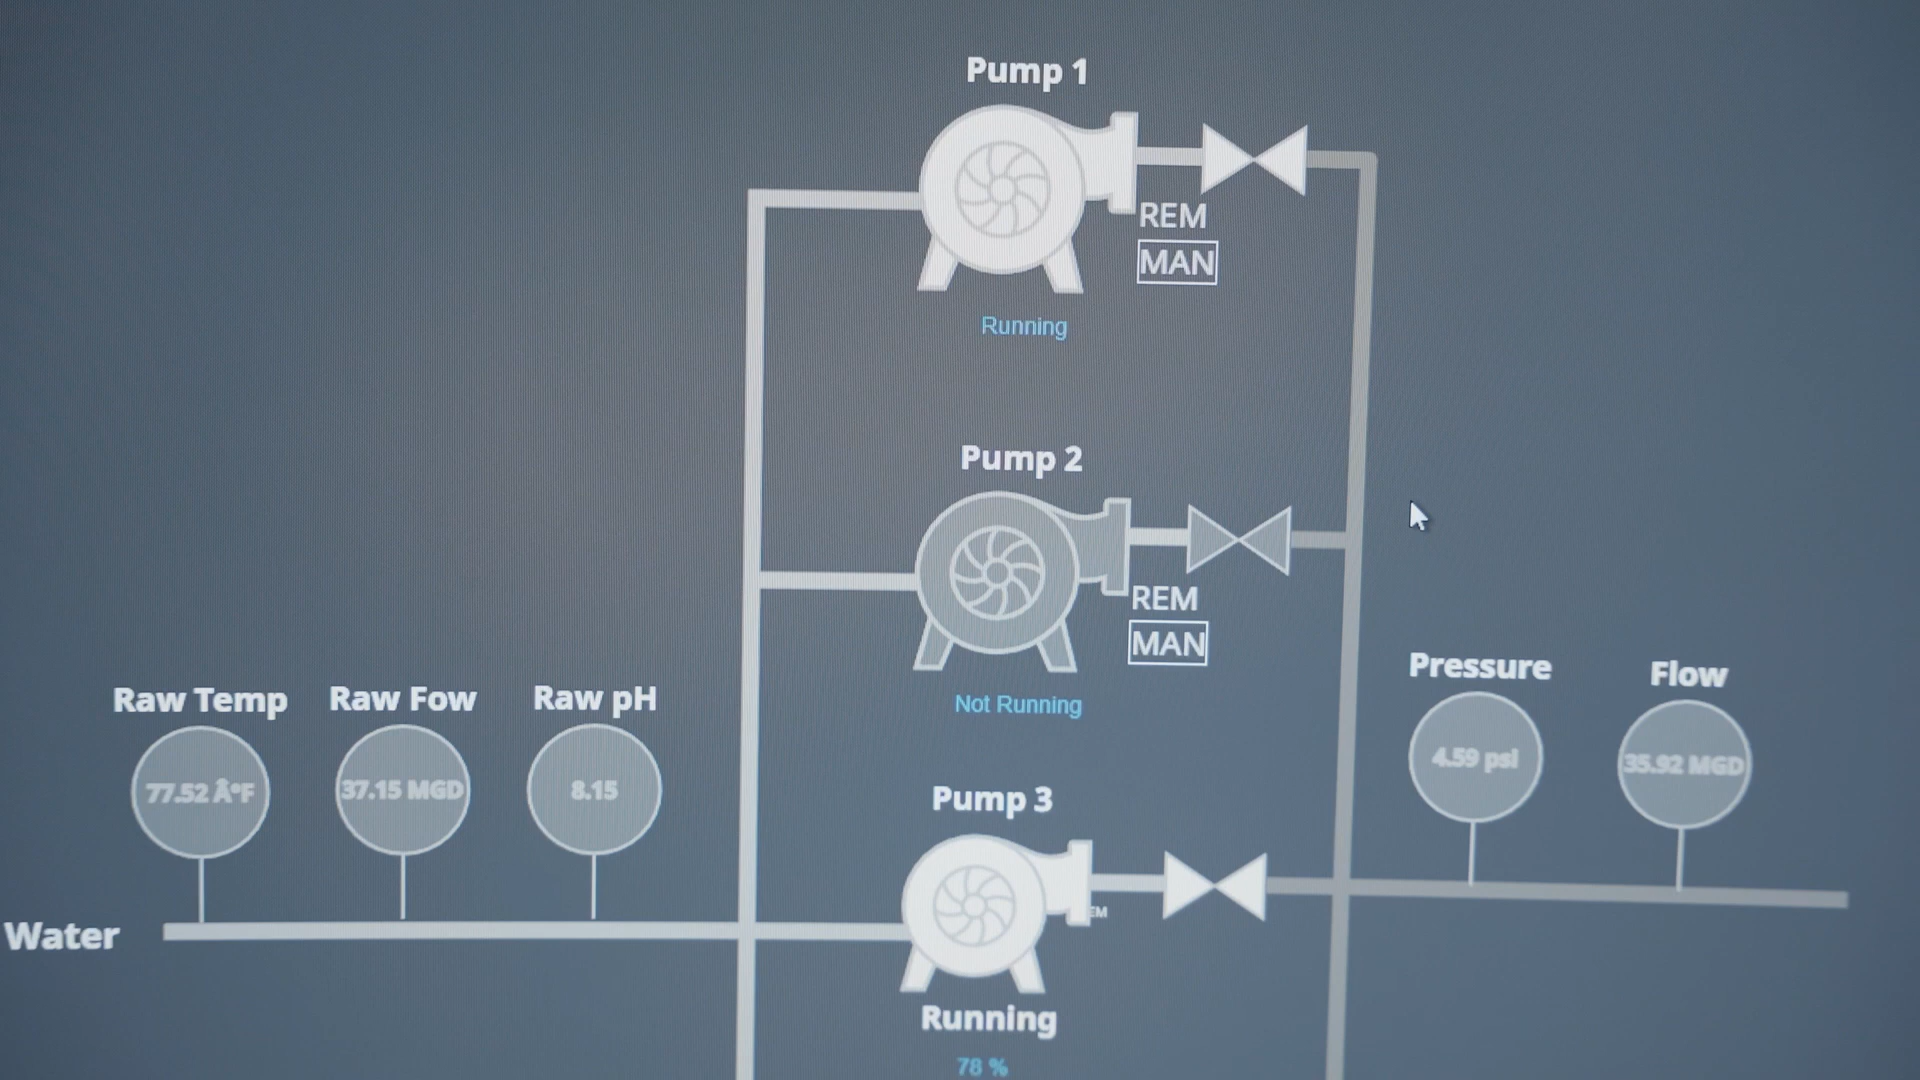 Pump 1
REM
MAN
Running
Pump 2
REM
MAN
Not Running
Pressure
Flow
Raw Temp
Raw Fow
Raw pH
4.59 psi
35.92 MGD
77.52 Â°F
37.15 MGD
8.15
Pump 3
EM
Water
Running
78 %